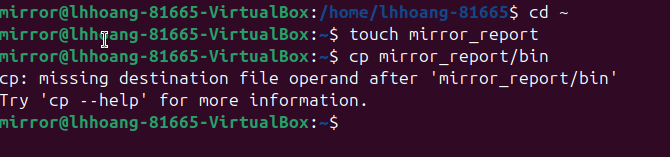 mirror@lhhoang-81665-VirtualBox:/home/lhhoang-81665$ cd ~
mirror@lhhoang-81665-VirtualBox:~$ touch mirror_report
mirror@lhhoang-81665-VirtualBox:~$ cp mirror_report/bin
cp: missing destination file operand after 'mirror_report/bin'
Try 'cp --help' for more information.
mirror@lhhoang-81665-VirtualBox:~$